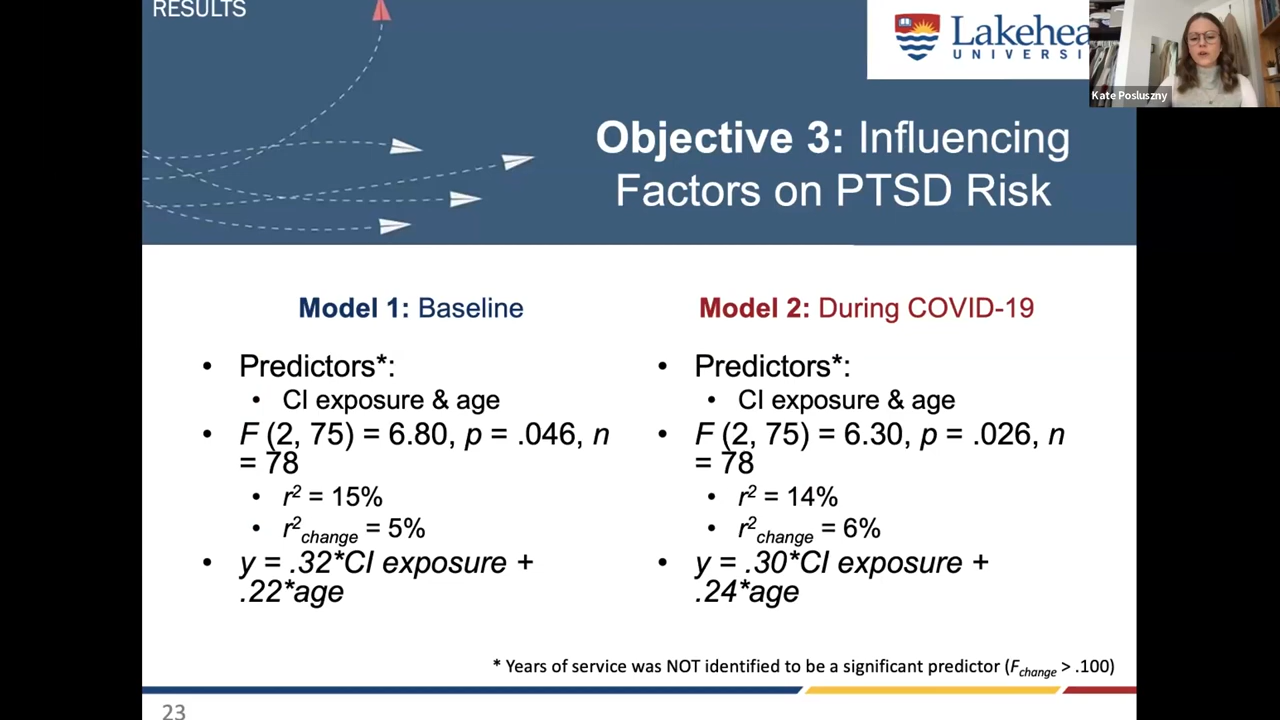 RESULTS
Lakehea
UNIVERSI
Kate Posluszny
Objective 3: Influencing
Factors on PTSD Risk
Model 1: Baseline
• Predictors*:
• CI exposure & age
• F (2, 75) = 6.80, p = .046, n
= 78
• r² = 15%
• r²change = 5%
• y = .32*CI exposure +
.22*age
Model 2: During COVID-19
• Predictors*:
• CI exposure & age
• F (2, 75) = 6.30, p = .026, n
= 78
• r² = 14%
• r²change = 6%
• y = .30*CI exposure +
.24*age
* Years of service was NOT identified to be a significant predictor (Fchange > .100)
23